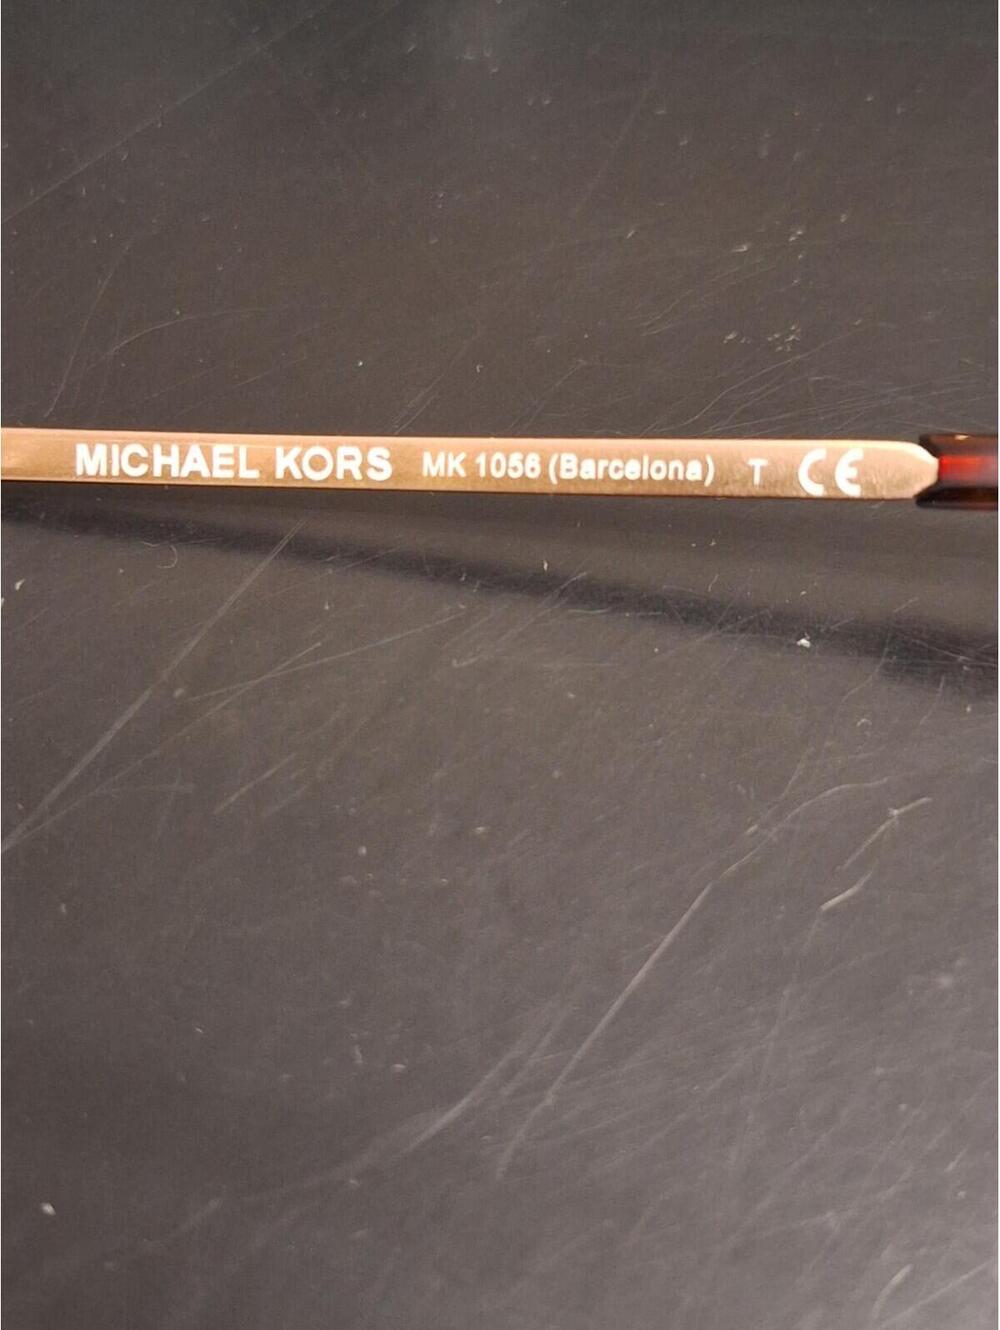 MICHAEL KORS MK 1056 (Barcelona) T CE